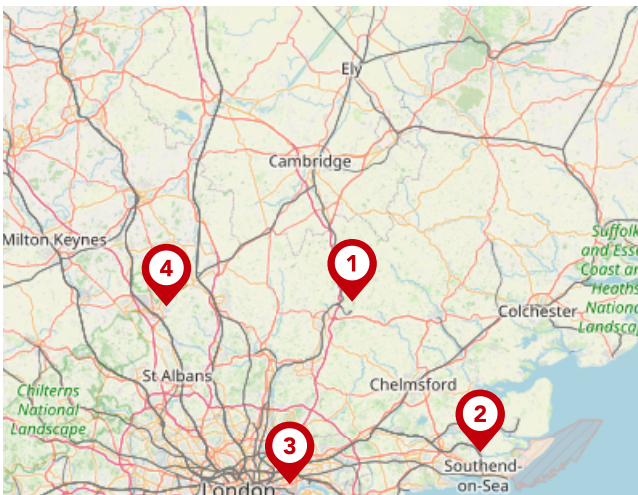 Ely
Cambridge
Milton Keynes
Suffolk
and Esse
Coast an
Heaths
Nationa
Landscap
1
4
Colchester
St Albans
Chelmsford
Chilterns
National
Landscape
2
3
Southend-
on-Sea
London